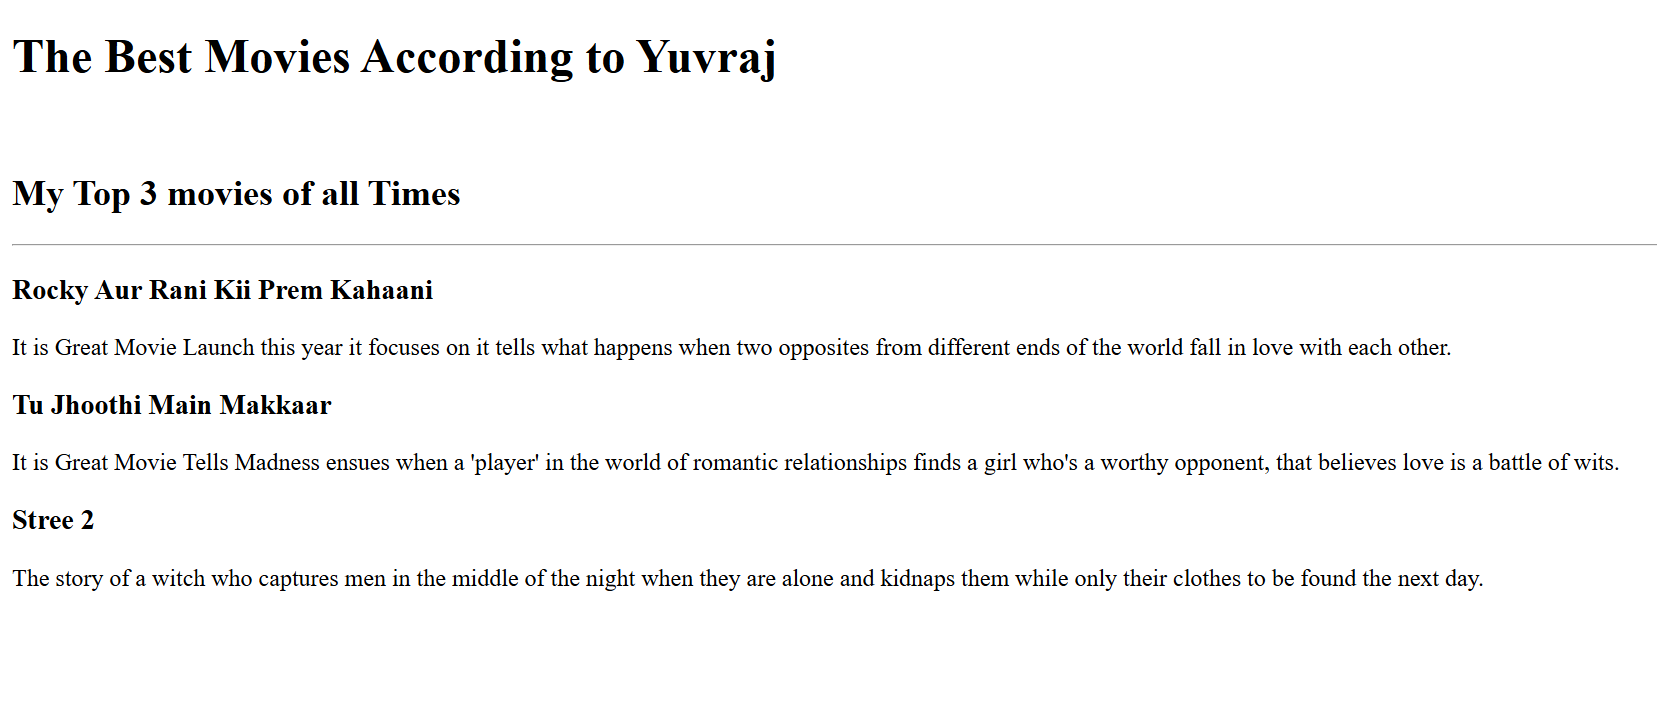 The Best Movies According to Yuvraj
My Top 3 movies of all Times
Rocky Aur Rani Kii Prem Kahaani
It is Great Movie Launch this year it focuses on it tells what happens when two opposites from different ends of the world fall in love with each other.
Tu Jhoothi Main Makkaar
It is Great Movie Tells Madness ensues when a 'player' in the world of romantic relationships finds a girl who's a worthy opponent, that believes love is a battle of wits.
Stree 2
The story of a witch who captures men in the middle of the night when they are alone and kidnaps them while only their clothes to be found the next day.